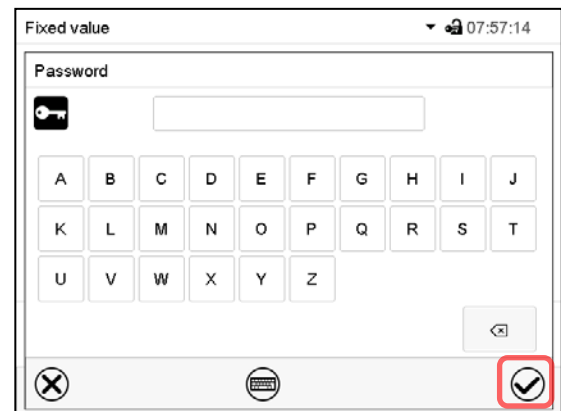 Fixed value 07:57:14
Password
A B C D E F G H I J
K L M N O P Q R S T
U V W X Y Z